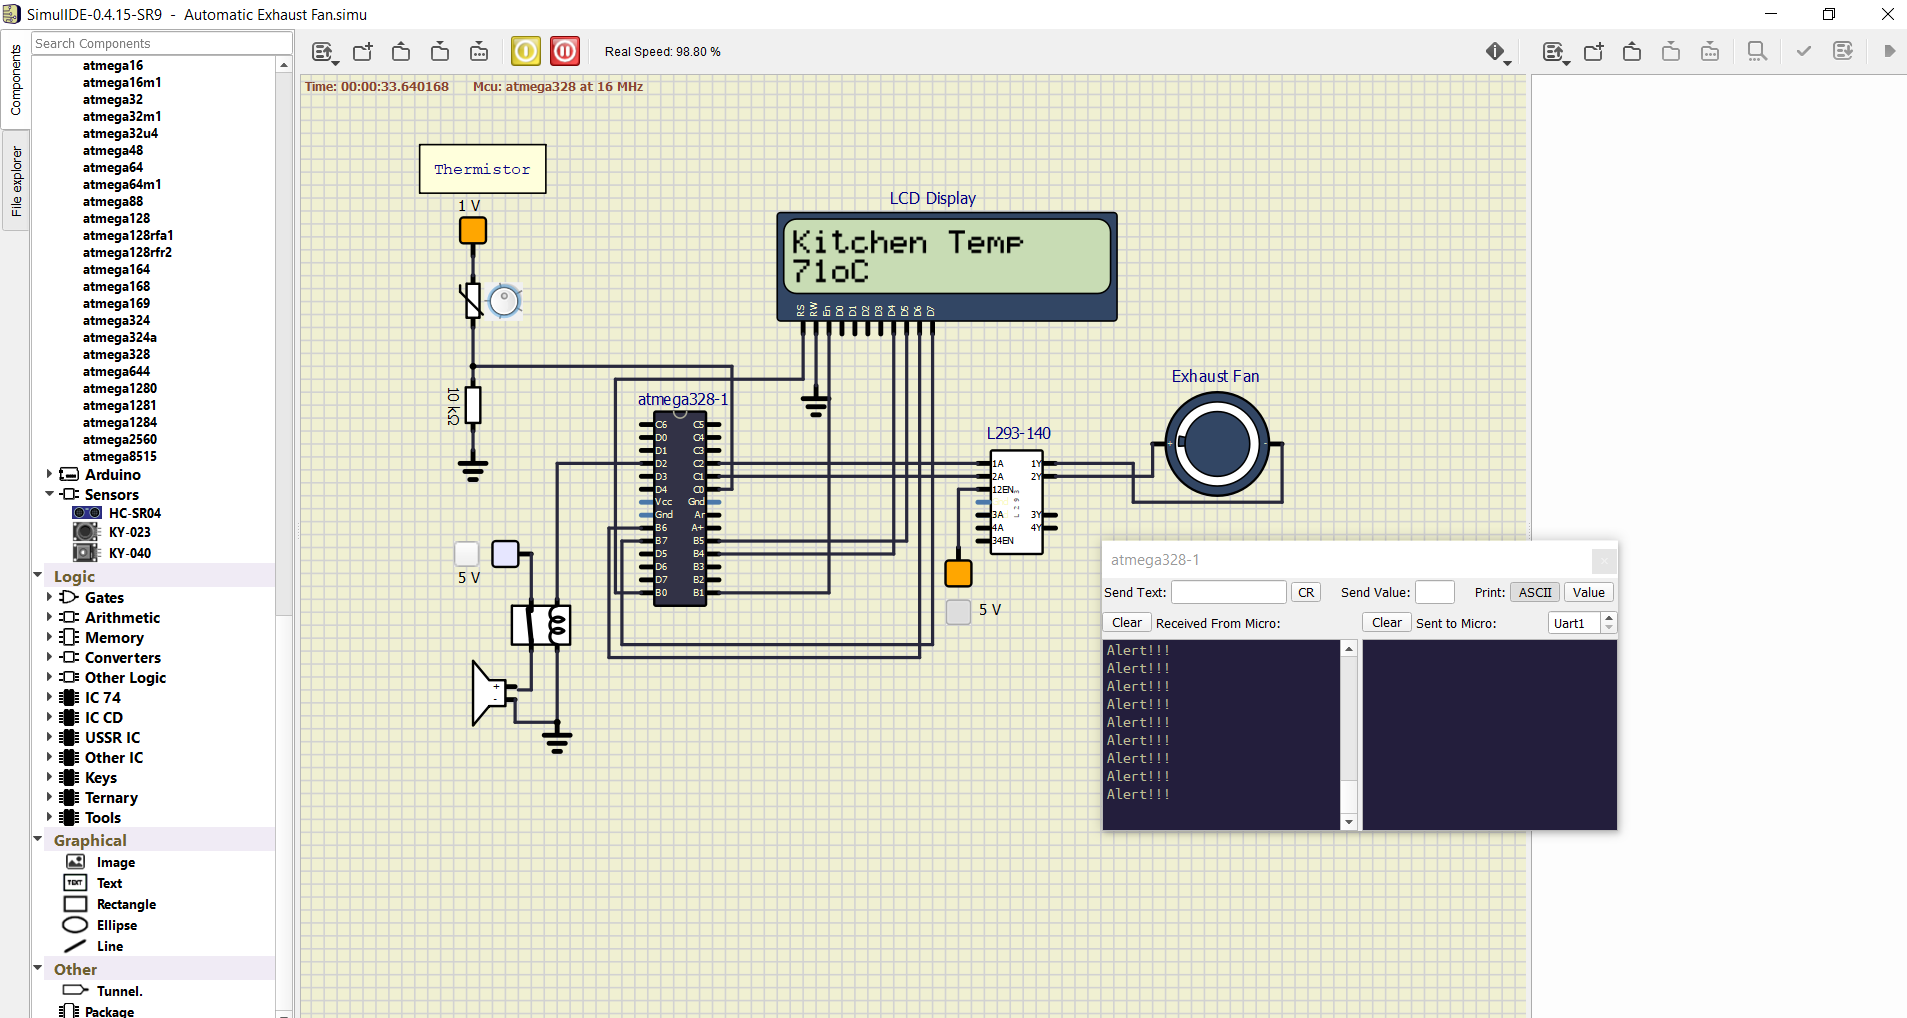 SimulIDE-0.4.15-SR9 - Automatic Exhaust Fan.simu
Components
File explorer
Search Components
atmega16
atmega16m1
atmega32
atmega32m1
atmega32u4
atmega48
atmega64
atmega64m1
atmega88
atmega128
atmega128rfa1
atmega128rfr2
atmega164
atmega168
atmega169
atmega324
atmega324a
atmega328
atmega644
atmega1280
atmega1281
atmega1284
atmega2560
atmega8515
Arduino
Sensors
HC-SR04
KY-023
KY-040
Logic
Gates
Arithmetic
Memory
Converters
Other Logic
IC 74
IC CD
USSR IC
Other IC
Keys
Ternary
Tools
Graphical
Image
TEXT Text
Rectangle
Ellipse
Line
Other
Tunnel.
Package
Real Speed: 98.80 %
Time: 00:00:33.640168 Mcu: atmega328 at 16 MHz
Thermistor
1 V
10 kΩ
LCD Display
Kitchen Temp
71oC
RS RW En D0 D1 D2 D3 D4 D5 D6 D7
atmega328-1
C6 C5
D0 C4
D1 C3
D2 C2
D3 C1
D4 C0
Vcc Gnd
Gnd Ar
B6 A+
B7 B5
D5 B4
D6 B3
D7 B2
B0 B1
5 V
+
-
L293-140
1A 1Y
2A 2Y
12EN
L 293
3A 3Y
4A 4Y
34EN
5 V
Exhaust Fan
+ -
atmega328-1
Send Text: CR Send Value: Print: ASCII Value
Clear Received From Micro: Clear Sent to Micro: Uart1
Alert!!!
Alert!!!
Alert!!!
Alert!!!
Alert!!!
Alert!!!
Alert!!!
Alert!!!
Alert!!!